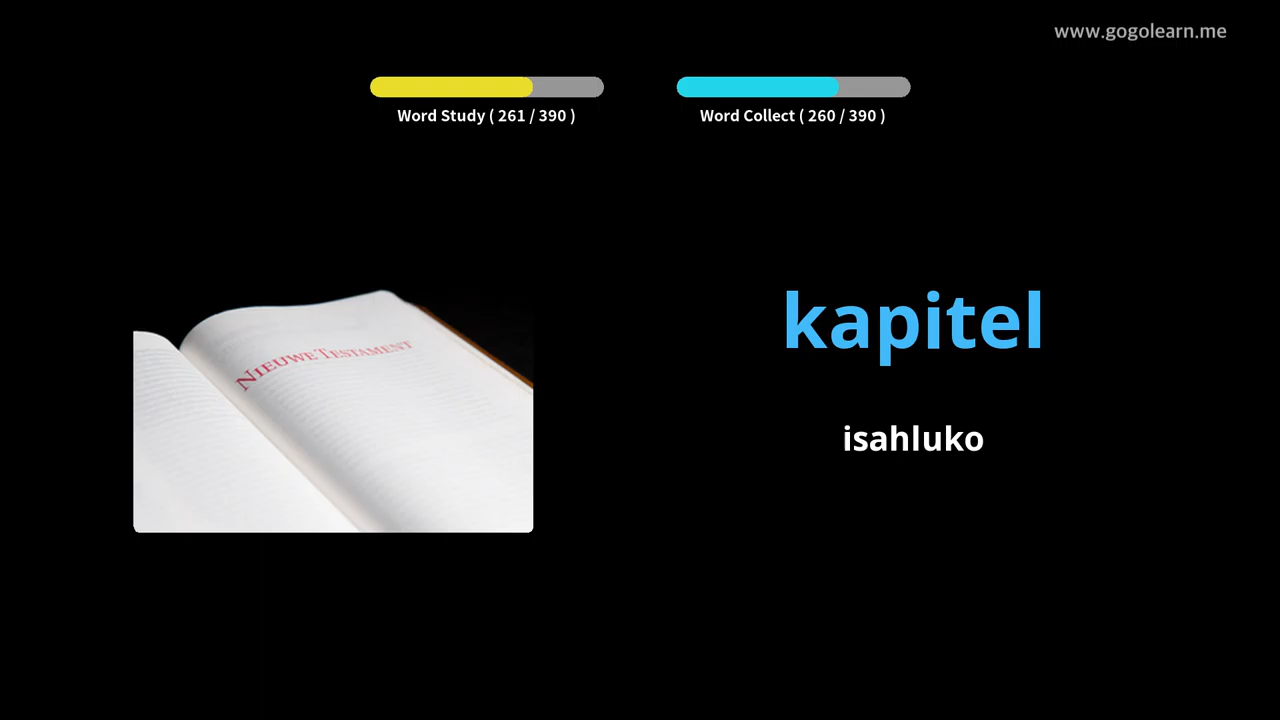 www.gogolearn.me
Word Study ( 261 / 390 )
Word Collect ( 260 / 390 )
NIEUWE TESTAMENT
kapitel
isahluko